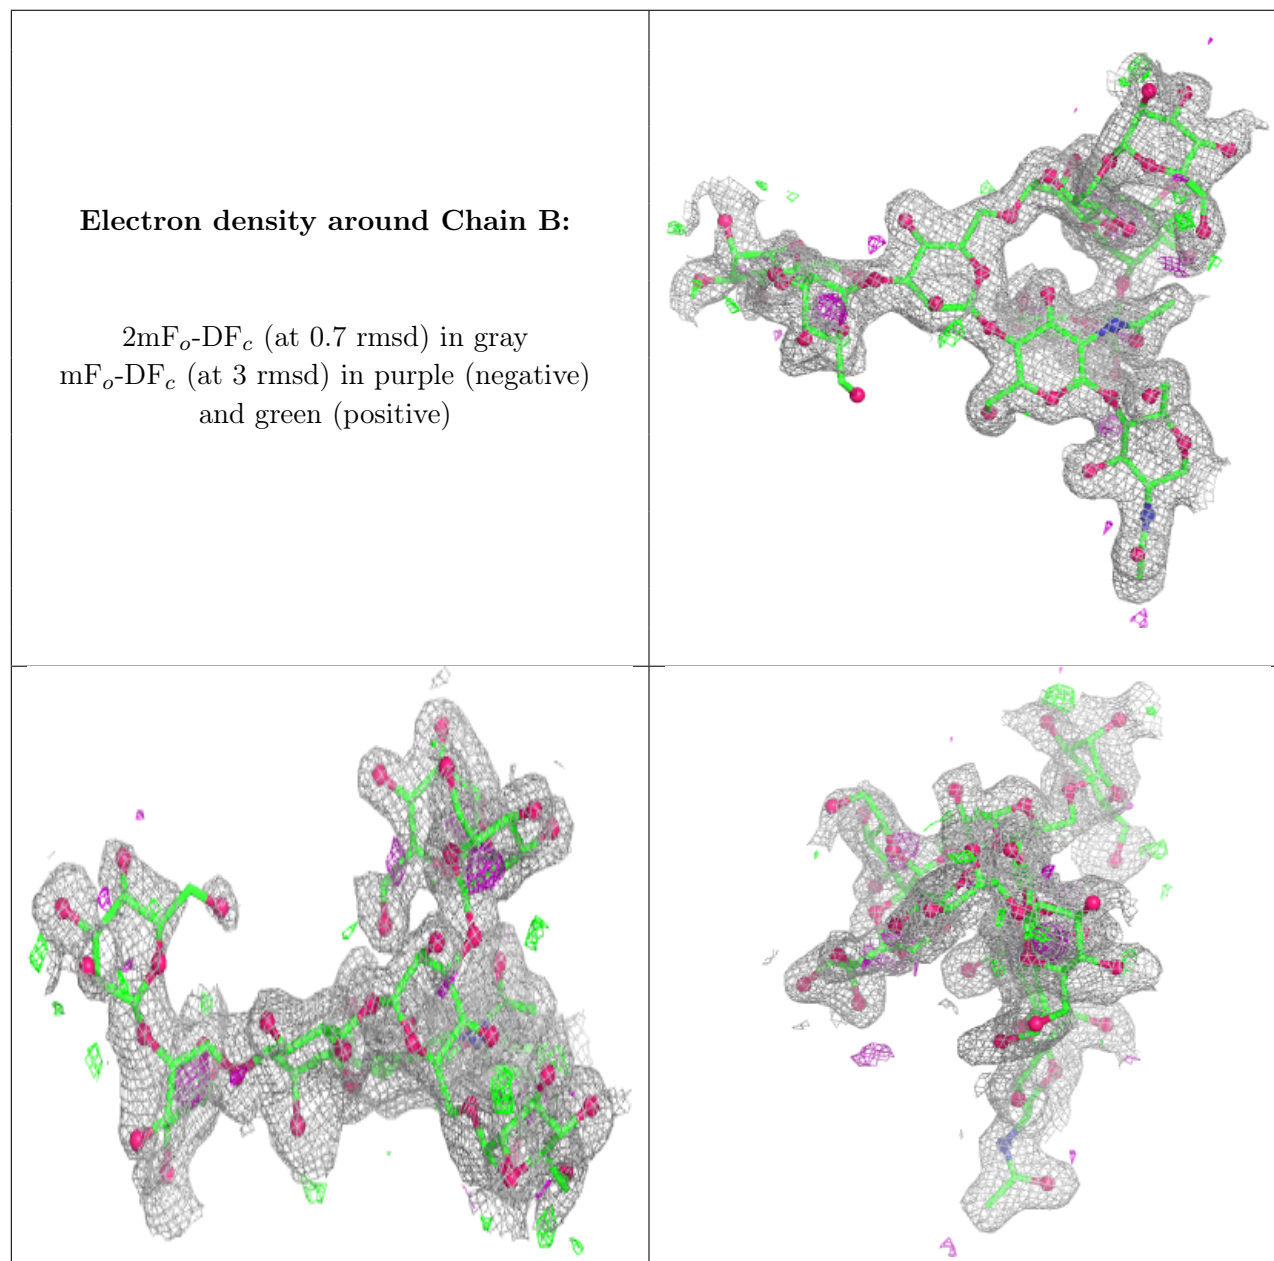 Electron density around Chain B:
2mFo-DFc (at 0.7 rmsd) in gray
mFo-DFc (at 3 rmsd) in purple (negative)
and green (positive)